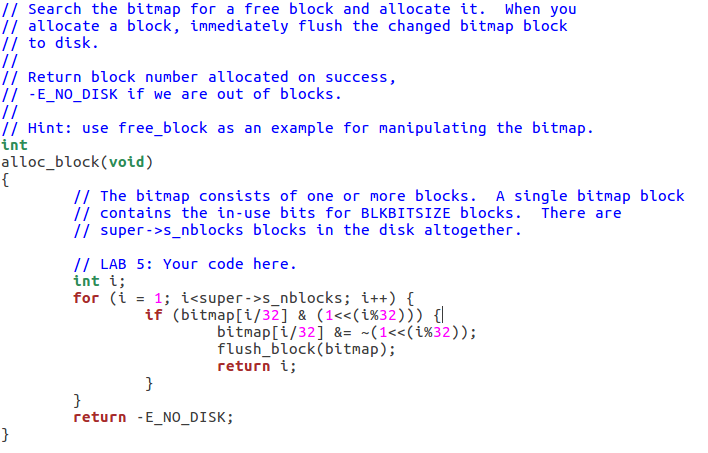 // Search the bitmap for a free block and allocate it.  When you
// allocate a block, immediately flush the changed bitmap block
// to disk.
//
// Return block number allocated on success,
// -E_NO_DISK if we are out of blocks.
//
// Hint: use free_block as an example for manipulating the bitmap.
int
alloc_block(void)
{
        // The bitmap consists of one or more blocks.  A single bitmap block
        // contains the in-use bits for BLKBITSIZE blocks.  There are
        // super->s_nblocks blocks in the disk altogether.

        // LAB 5: Your code here.
        int i;
        for (i = 1; i<super->s_nblocks; i++) {
                if (bitmap[i/32] & (1<<(i%32))) {
                        bitmap[i/32] &= ~(1<<(i%32));
                        flush_block(bitmap);
                        return i;
                }
        }
        return -E_NO_DISK;
}